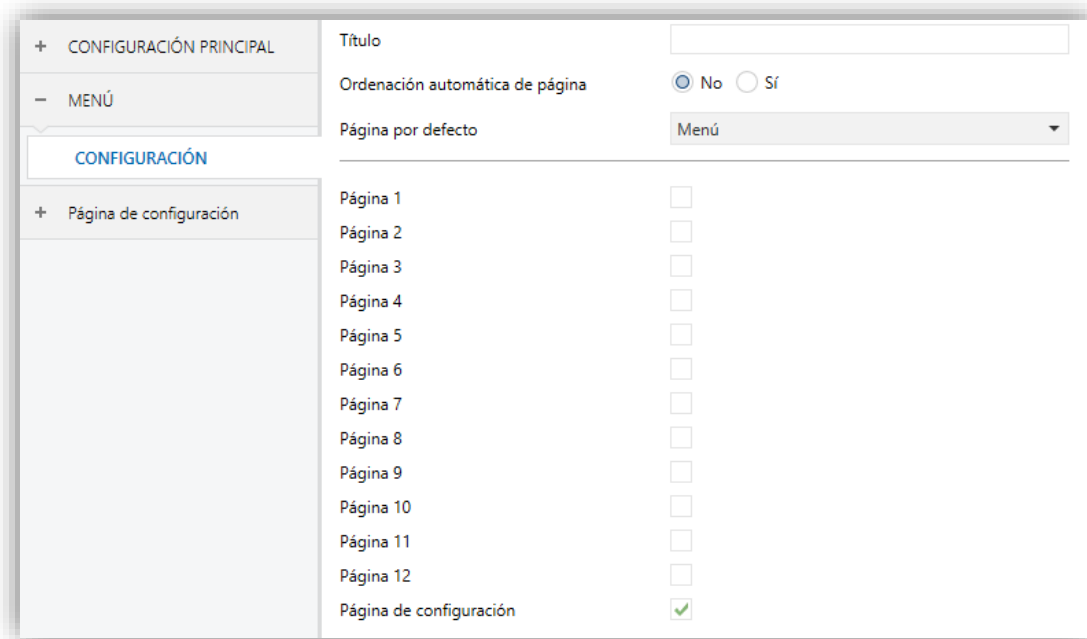 + CONFIGURACIÓN PRINCIPAL
− MENÚ
CONFIGURACIÓN
+ Página de configuración
Título
Ordenación automática de página No Sí
Página por defecto Menú
Página 1
Página 2
Página 3
Página 4
Página 5
Página 6
Página 7
Página 8
Página 9
Página 10
Página 11
Página 12
Página de configuración